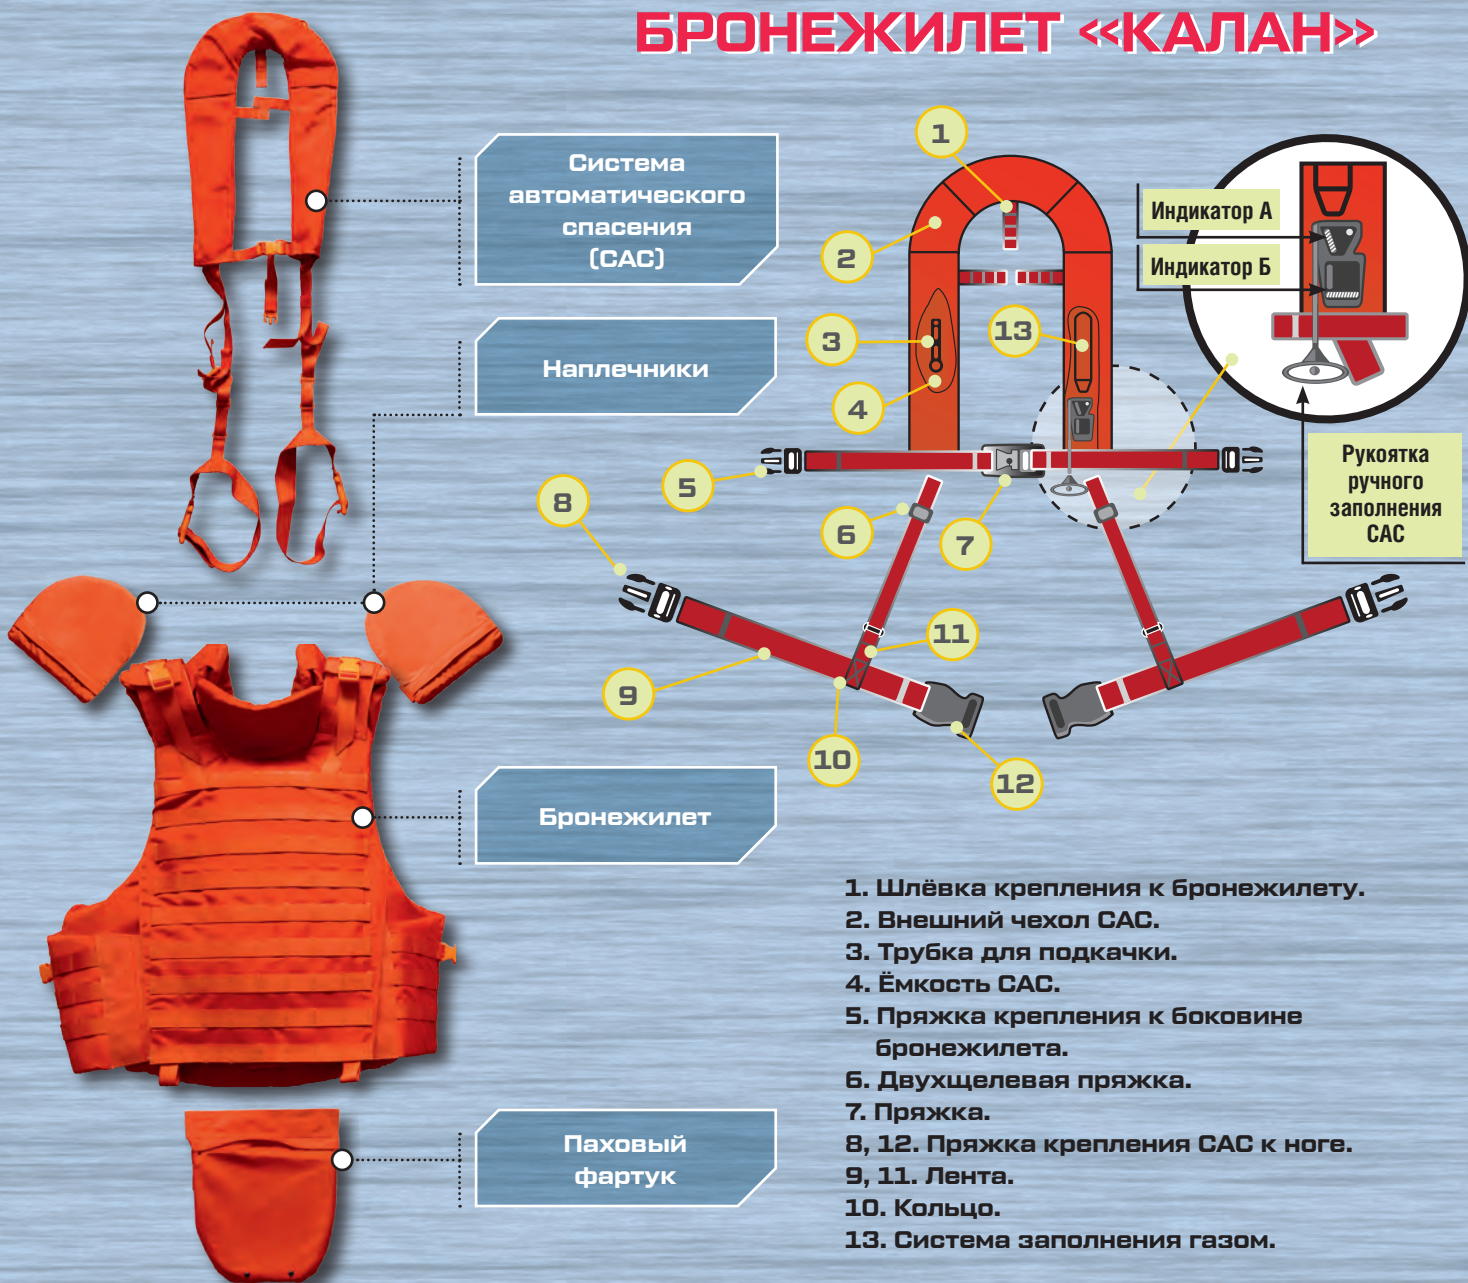 БРОНЕЖИЛЕТ «КАЛАН»
Система
автоматического
спасения
(САС)
Наплечники
Бронежилет
Паховый
фартук
1
2
3
4
5
6
7
8
9
10
11
12
13
Индикатор А
Индикатор Б
Рукоятка
ручного
заполнения
САС
1. Шлёвка крепления к бронежилету.
2. Внешний чехол САС.
3. Трубка для подкачки.
4. Ёмкость САС.
5. Пряжка крепления к боковине
бронежилета.
6. Двухщелевая пряжка.
7. Пряжка.
8, 12. Пряжка крепления САС к ноге.
9, 11. Лента.
10. Кольцо.
13. Система заполнения газом.